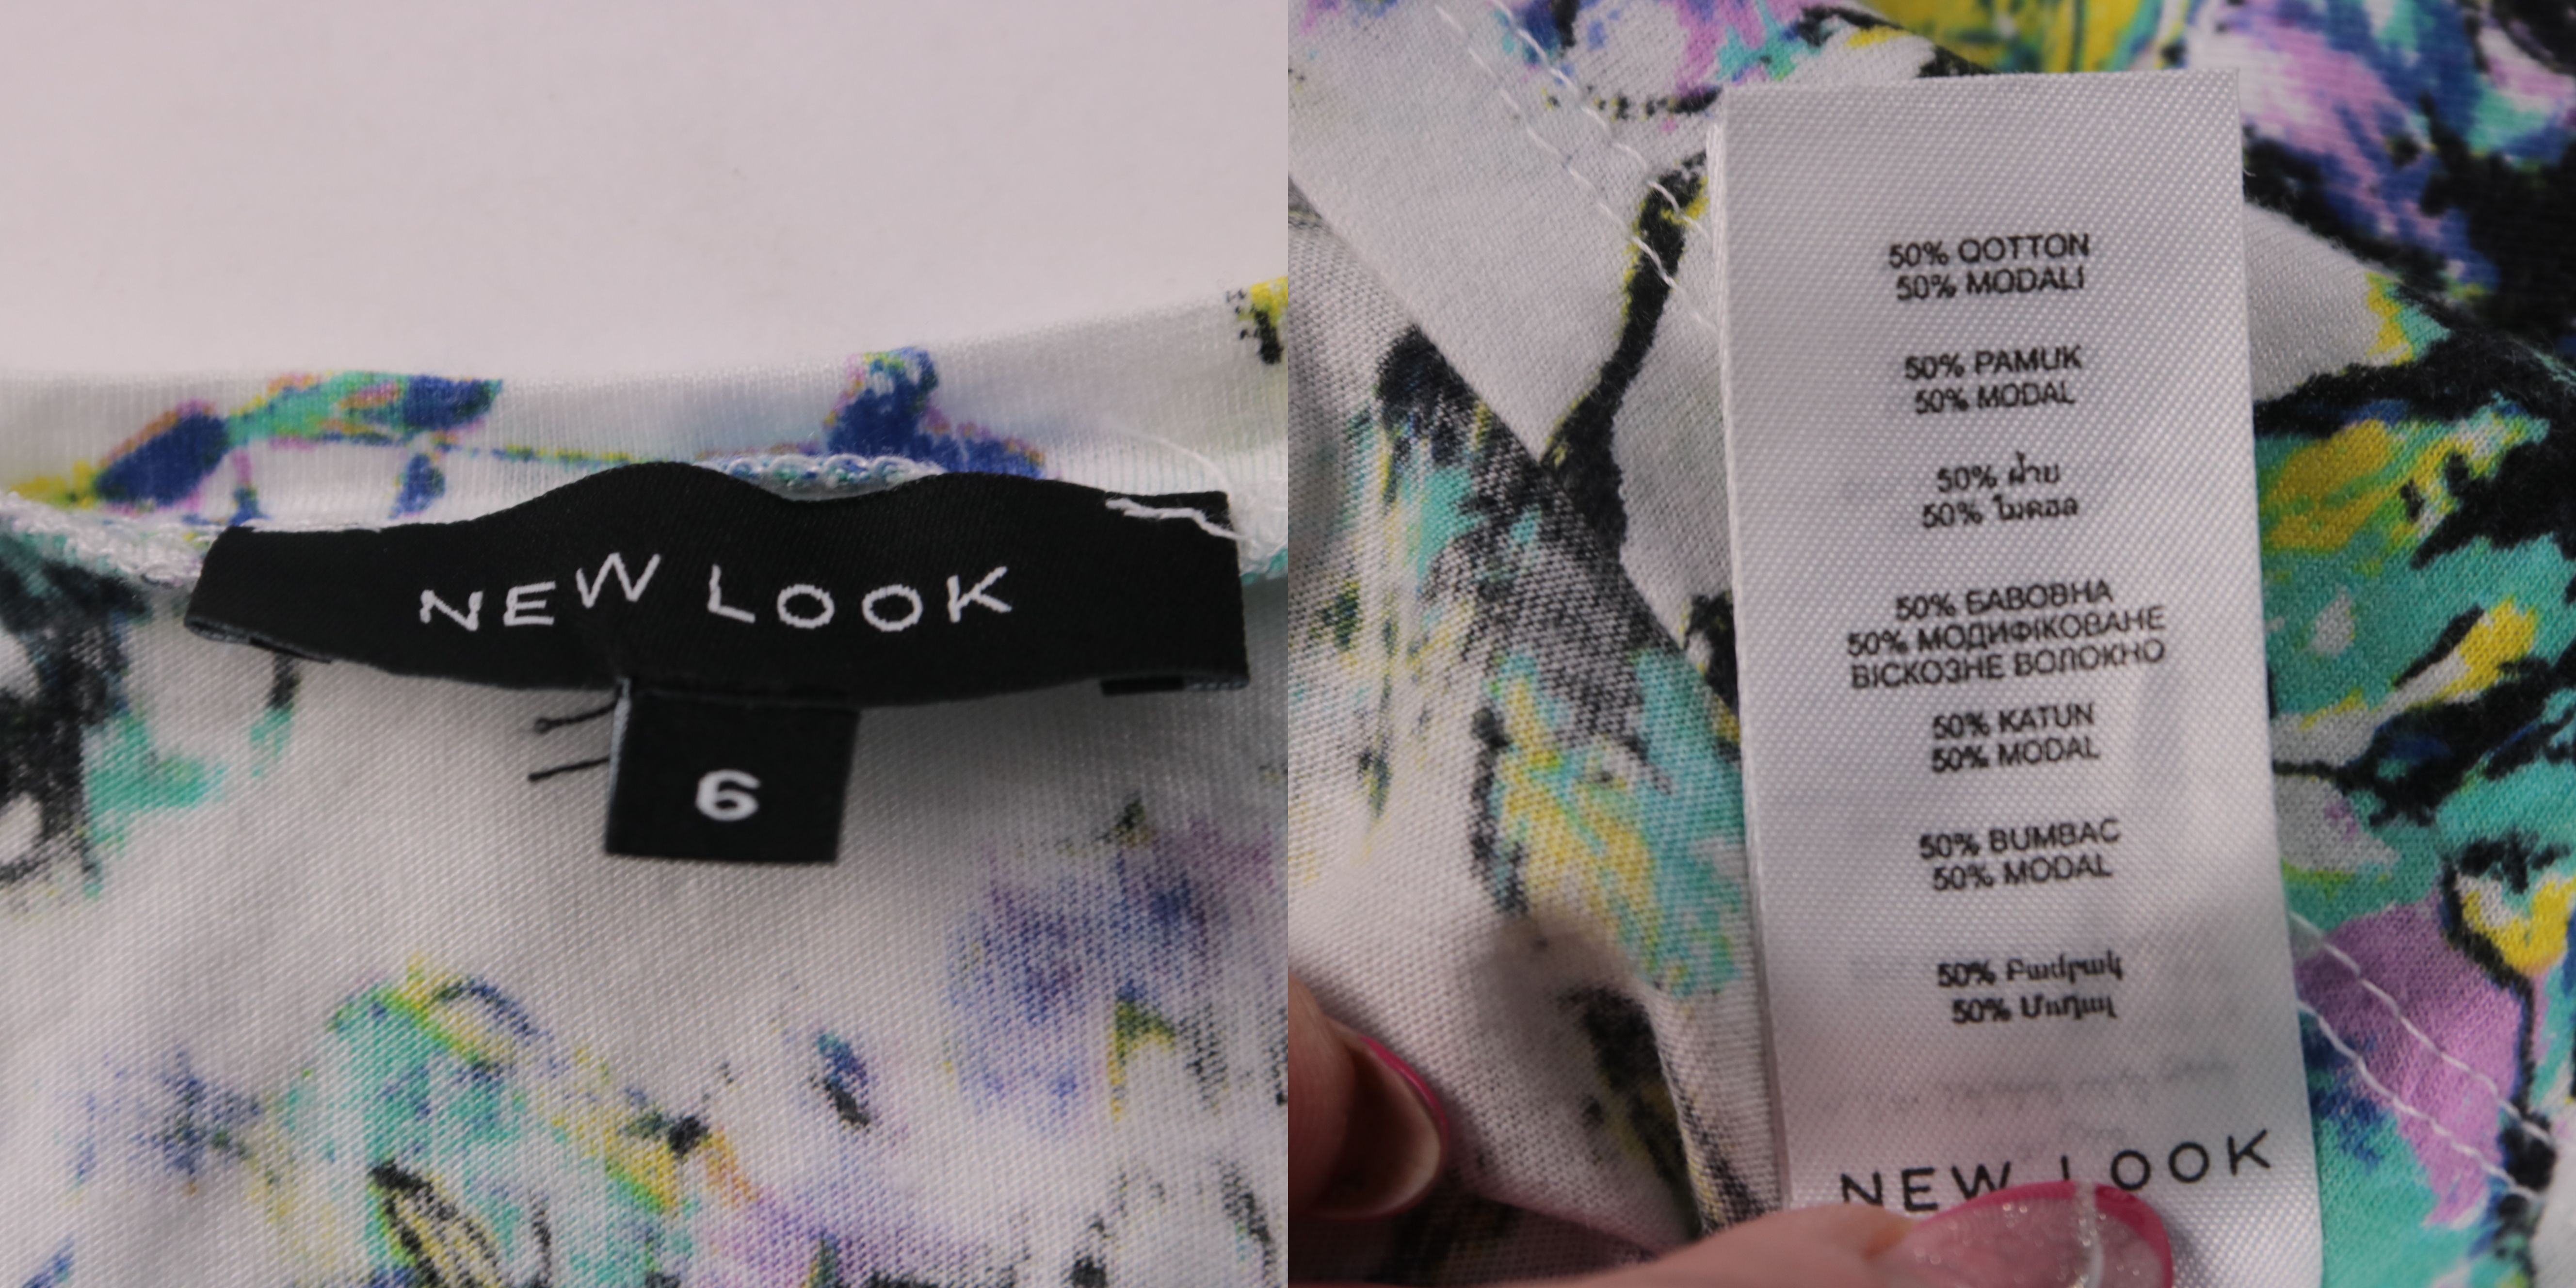 NEW LOOK
6
50% QOTTON
50% MODALI
50% PAMUK
50% MODAL
50% ฝ้าย
50% โมดอล
50% БАВОВНА
50% МОДИФІКОВАНЕ
ВІСКОЗНЕ ВОЛОКНО
50% KATUN
50% MODAL
50% BUMBAC
50% MODAL
50% Բամբակ
50% Մոդալ
NEW LOOK